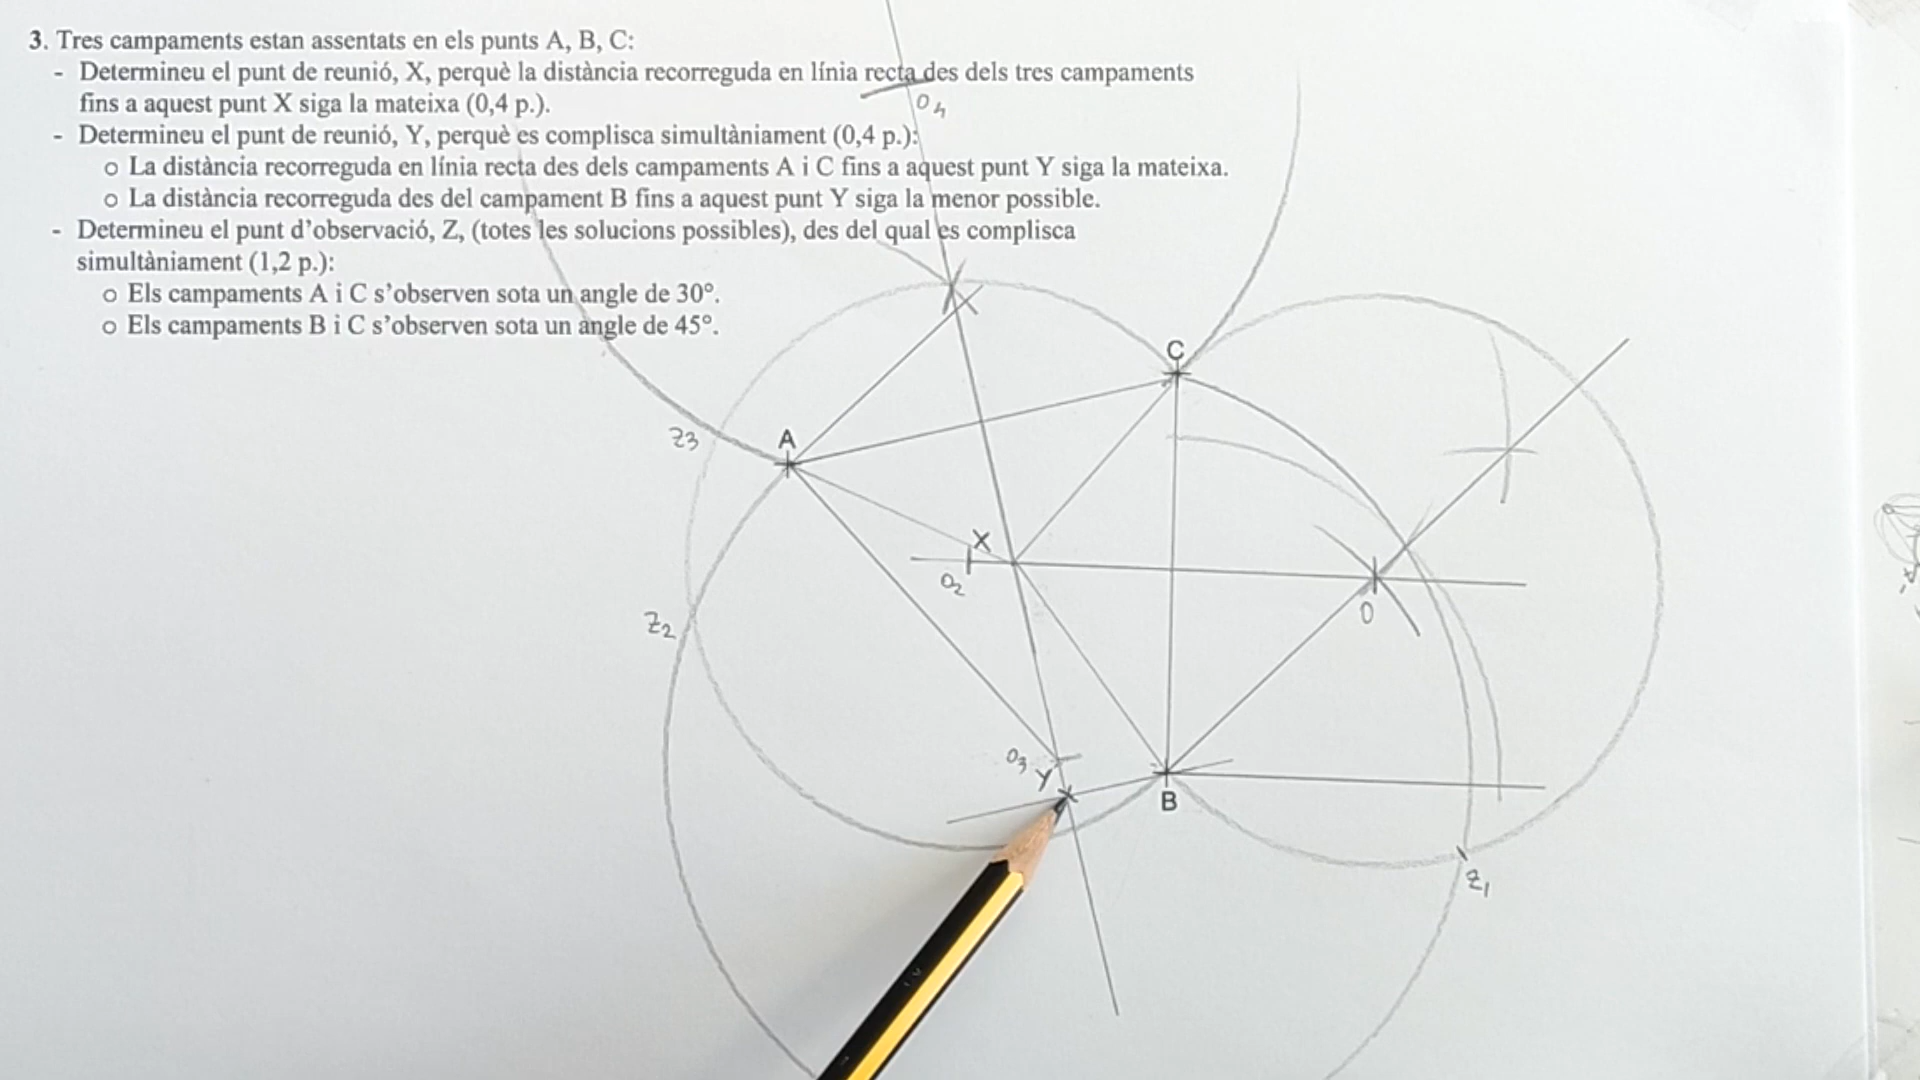 3. Tres campaments estan assentats en els punts A, B, C:
- Determineu el punt de reunió, X, perquè la distància recorreguda en línia recta des dels tres campaments
fins a aquest punt X siga la mateixa (0,4 p.).
- Determineu el punt de reunió, Y, perquè es complisca simultàniament (0,4 p.):
o La distància recorreguda en línia recta des dels campaments A i C fins a aquest punt Y siga la mateixa.
o La distància recorreguda des del campament B fins a aquest punt Y siga la menor possible.
- Determineu el punt d'observació, Z, (totes les solucions possibles), des del qual es complisca
simultàniament (1,2 p.):
o Els campaments A i C s'observen sota un angle de 30º.
o Els campaments B i C s'observen sota un angle de 45º.
O4
C
Z3
A
X
O2
O
Z2
O3
Y
B
Z1